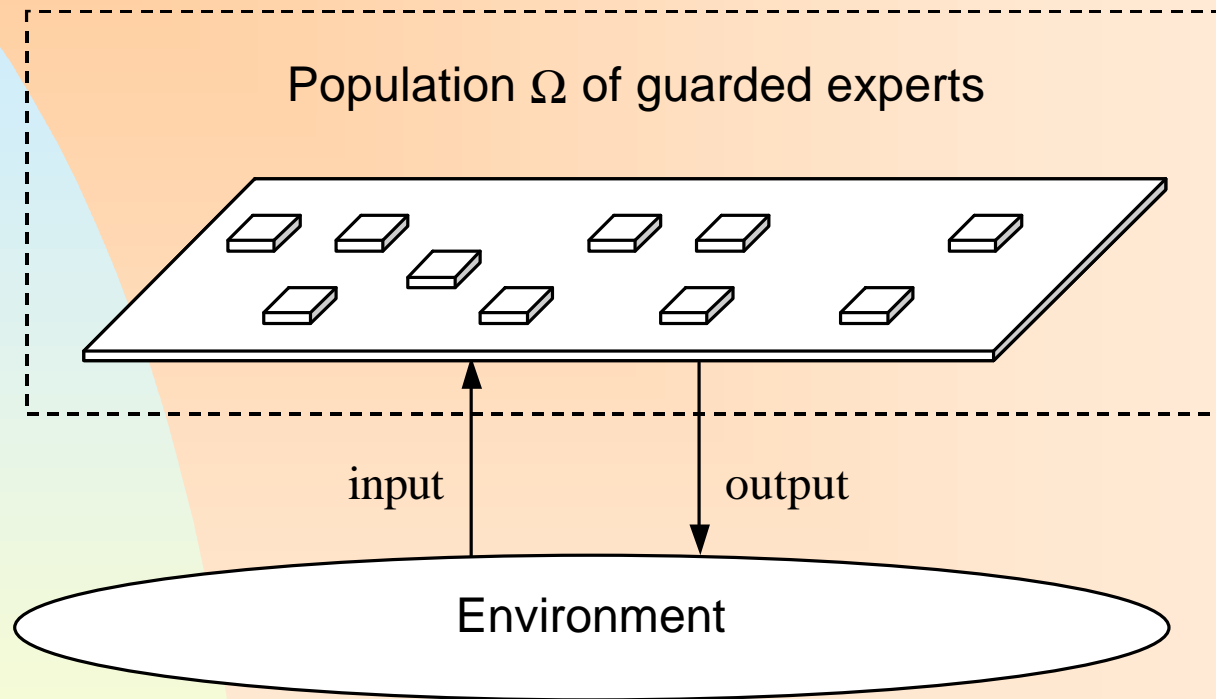 Population Ω of guarded experts
input
output
Environment